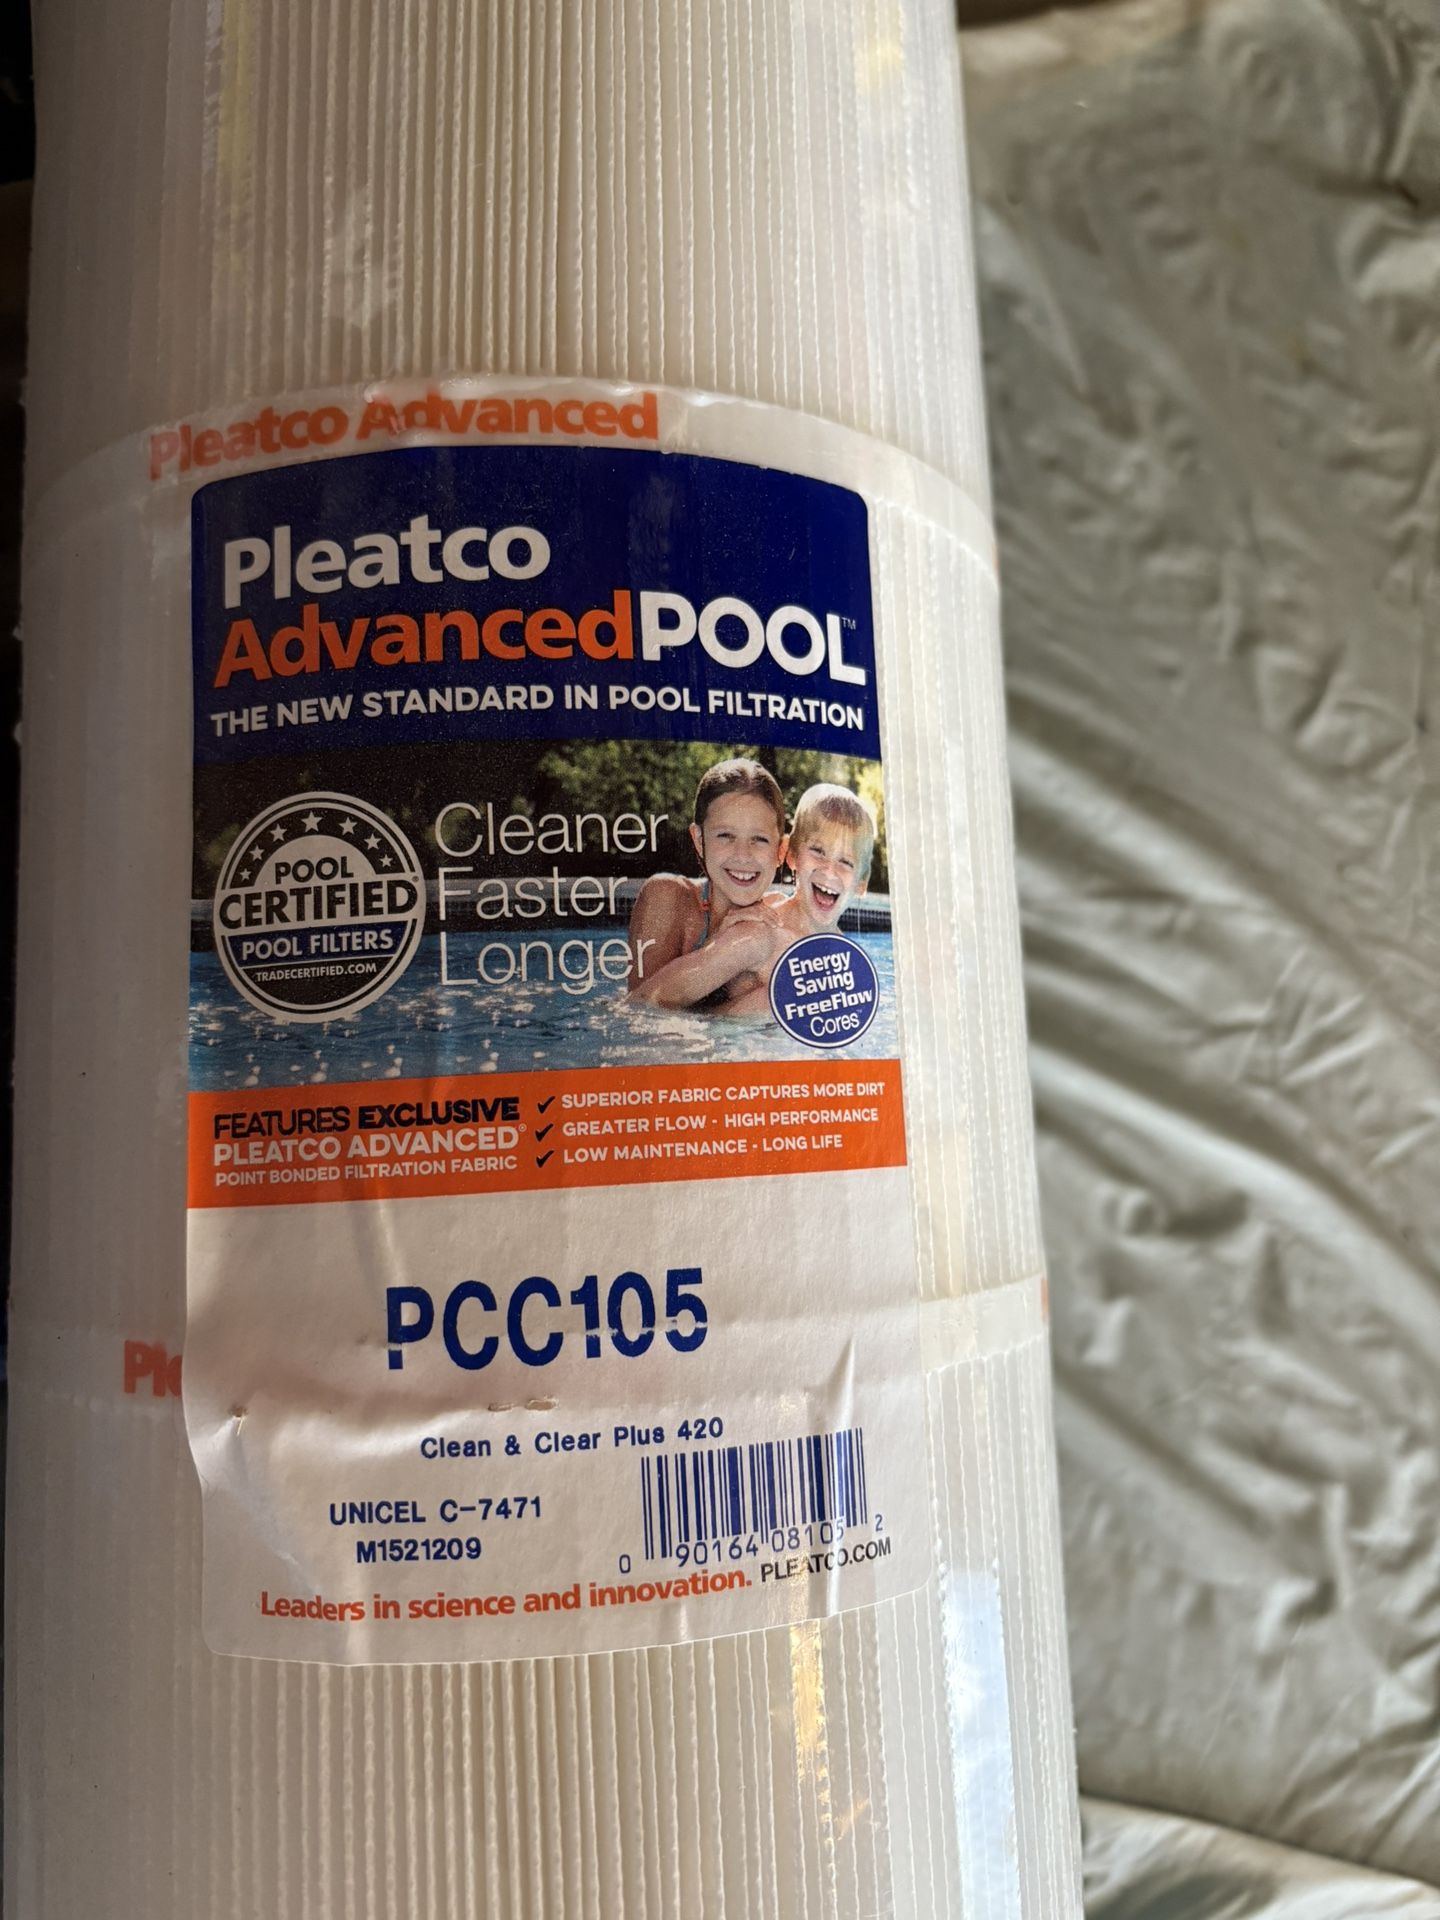 Pleatco Advanced
Pleatco
AdvancedPOOL™
THE NEW STANDARD IN POOL FILTRATION
POOL
CERTIFIED®
POOL FILTERS
TRADECERTIFIED.COM
Cleaner
Faster
Longer
Energy
Saving
FreeFlow
Cores™
FEATURES EXCLUSIVE
PLEATCO ADVANCED®
POINT BONDED FILTRATION FABRIC
✓ SUPERIOR FABRIC CAPTURES MORE DIRT
✓ GREATER FLOW - HIGH PERFORMANCE
✓ LOW MAINTENANCE - LONG LIFE
PCC105
Ple
Clean & Clear Plus 420
UNICEL C-7471
M1521209
0 90164 08105 2
PLEATCO.COM
Leaders in science and innovation.